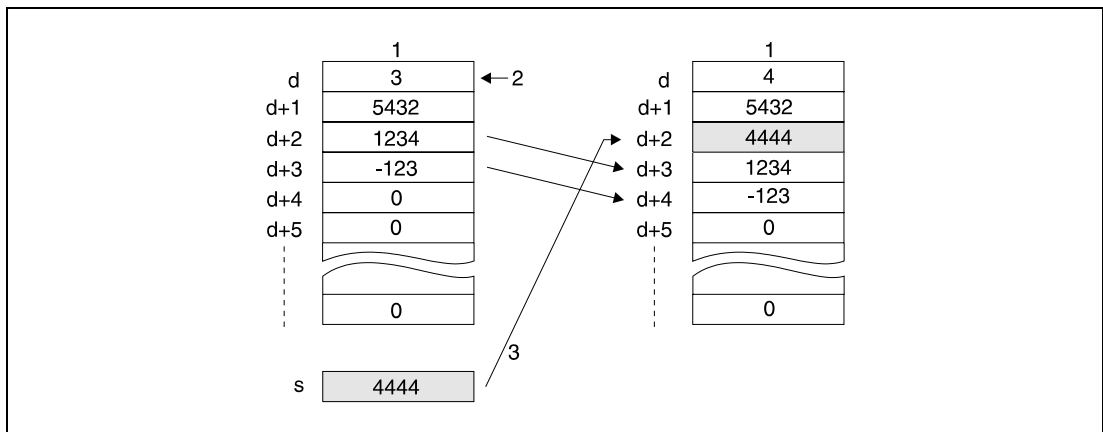 1 1
d 3 2 d 4
d+1 5432 d+1 5432
d+2 1234 d+2 4444
d+3 -123 d+3 1234
d+4 0 d+4 -123
d+5 0 d+5 0
0 0
3
s 4444